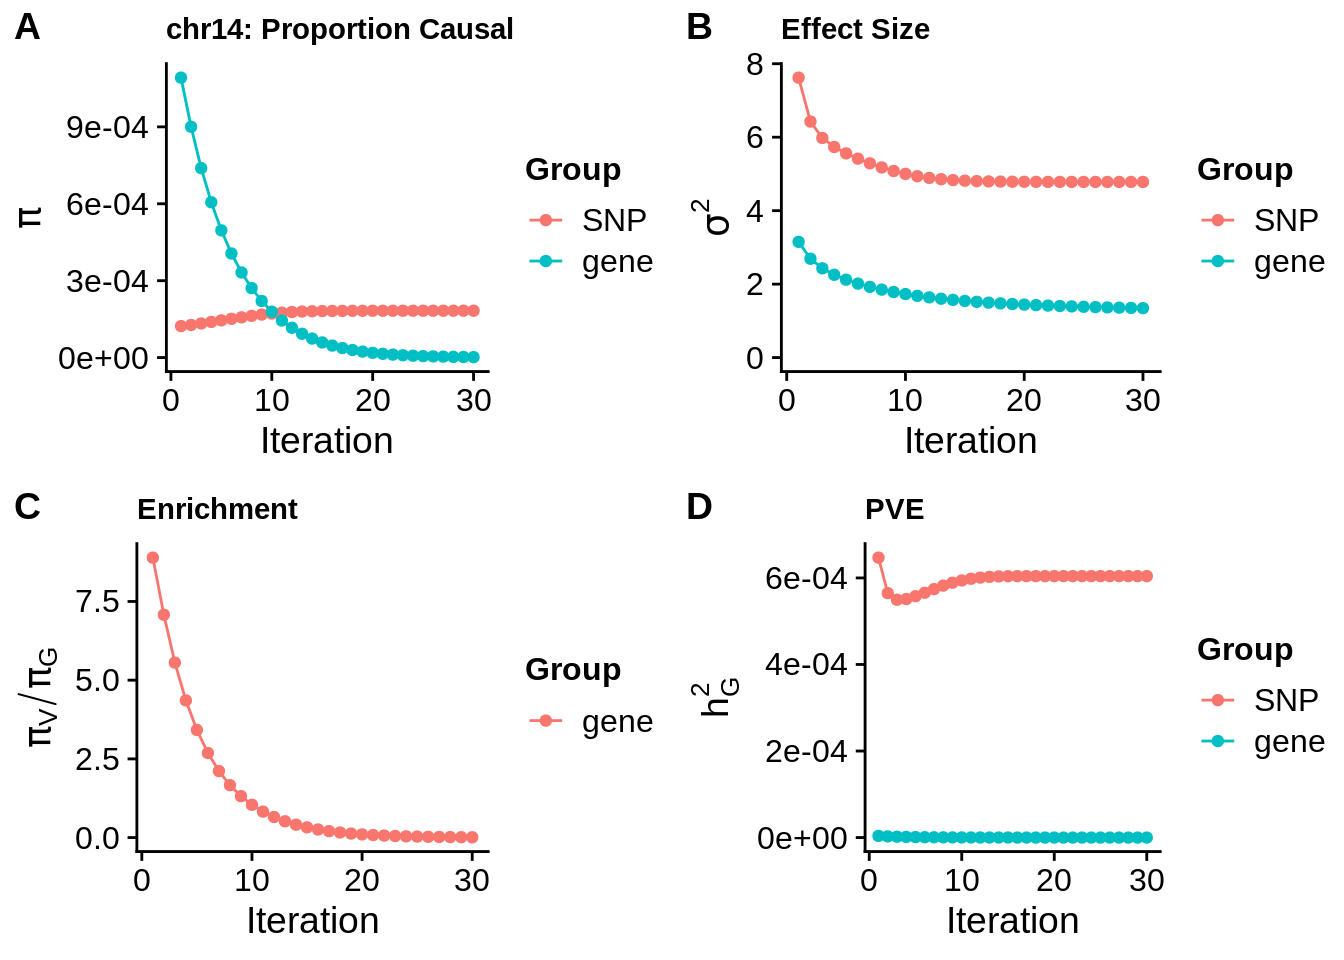 A
chr14: Proportion Causal
π
9e-04
6e-04
3e-04
0e+00
0 10 20 30
Iteration
Group
SNP
gene
B
Effect Size
σ²
8
6
4
2
0
0 10 20 30
Iteration
Group
SNP
gene
C
Enrichment
π_V/π_G
7.5
5.0
2.5
0.0
0 10 20 30
Iteration
Group
gene
D
PVE
h²_G
6e-04
4e-04
2e-04
0e+00
0 10 20 30
Iteration
Group
SNP
gene